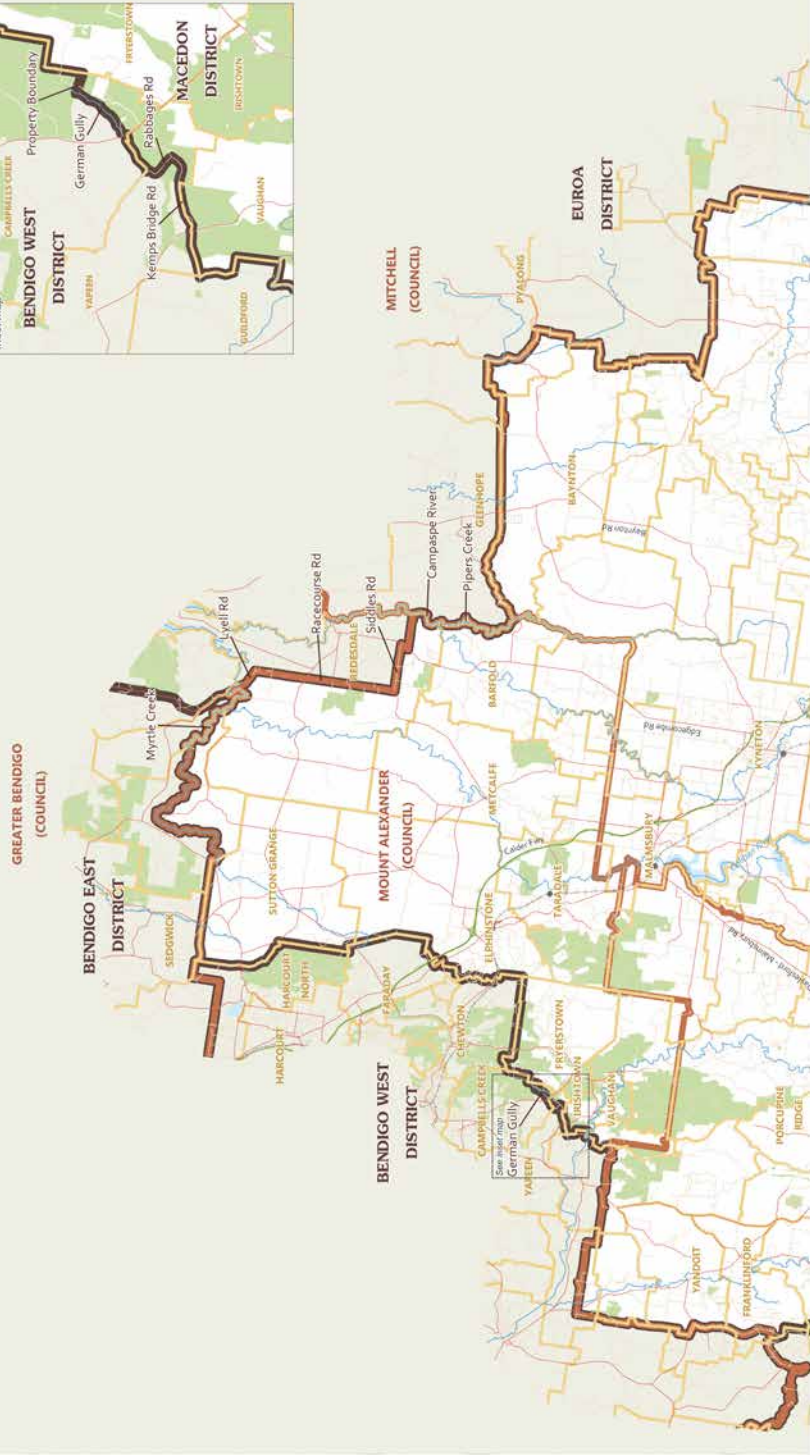 GREATER BENDIGO
(COUNCIL)
BENDIGO EAST
DISTRICT
SEDGWICK
Myrtle Creek
Lyell Rd
Racecourse Rd
REDESDALE
Siddles Rd
Campaspe River
Pipers Creek
GLENHOPE
MITCHELL
(COUNCIL)
PYALONG
EUROA
DISTRICT
HARCOURT
HARCOURT
NORTH
SUTTON GRANGE
FARADAY
MOUNT ALEXANDER
(COUNCIL)
BENDIGO WEST
DISTRICT
CHEWTON
CAMPBELLS CREEK
ELPHINSTONE
METCALFE
BARFOLD
Calder Fwy
See inset map
German Gully
YAPEEN
FRYERSTOWN
IRISHTOWN
VAUGHAN
TARADALE
BAYNTON
Baynton Rd
Edgecombe Rd
MALMSBURY
KYNETON
YANDOIT
FRANKLINFORD
PORCUPINE
RIDGE
CAMPBELLS CREEK
BENDIGO WEST
DISTRICT
YAPEEN
GUILDFORD
Property Boundary
German Gully
Kemps Bridge Rd
Rabbages Rd
FRYERSTOWN
MACEDON
DISTRICT
IRISHTOWN
VAUGHAN